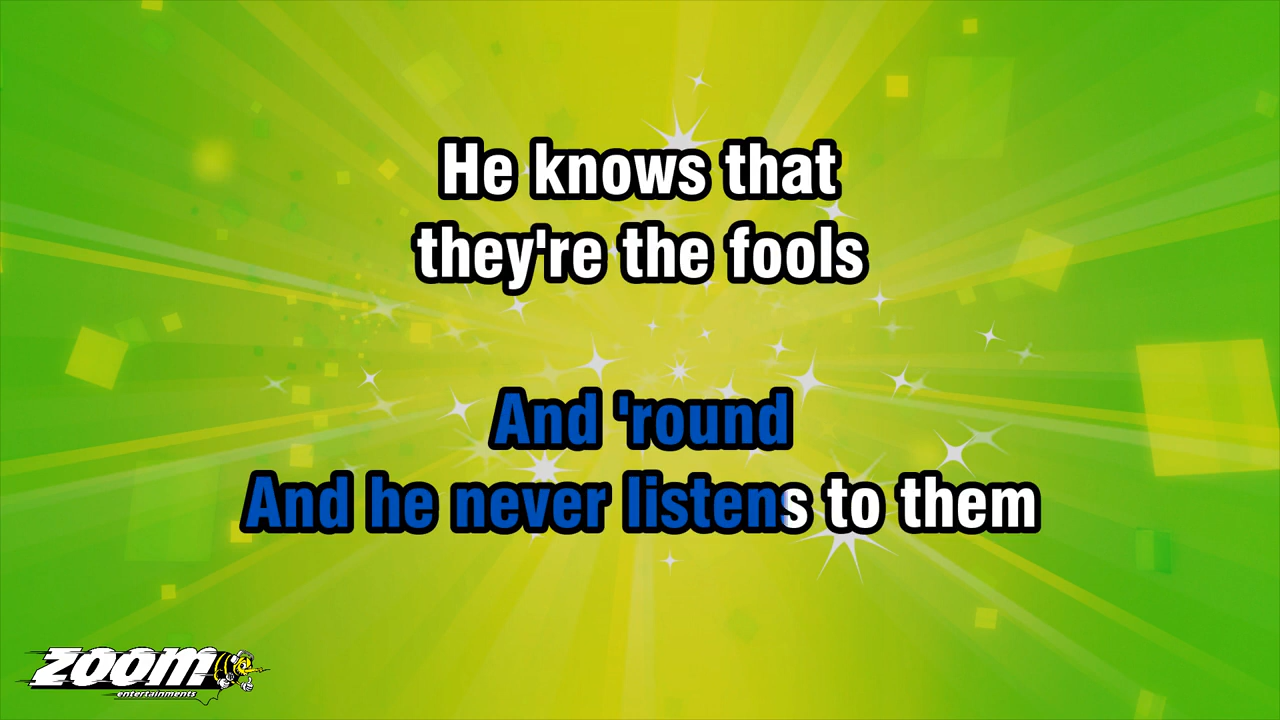 He knows that
they're the fools
And 'round
And he never listens to them
ZOOM
entertainments